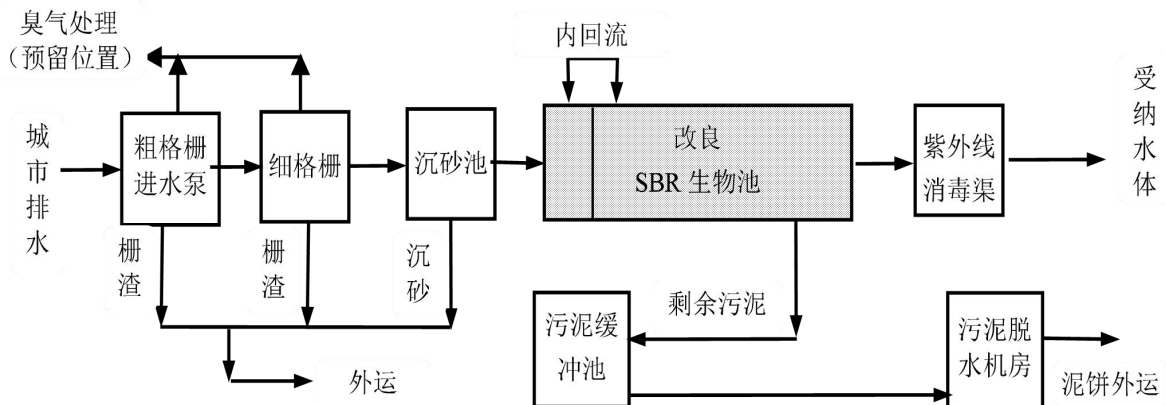 臭气处理
（预留位置）
内回流
城市排水
粗格栅
进水泵
细格栅
沉砂池
改良
SBR 生物池
紫外线
消毒渠
受纳水体
栅渣
栅渣
沉砂
外运
剩余污泥
污泥缓
冲池
污泥脱
水机房
泥饼外运